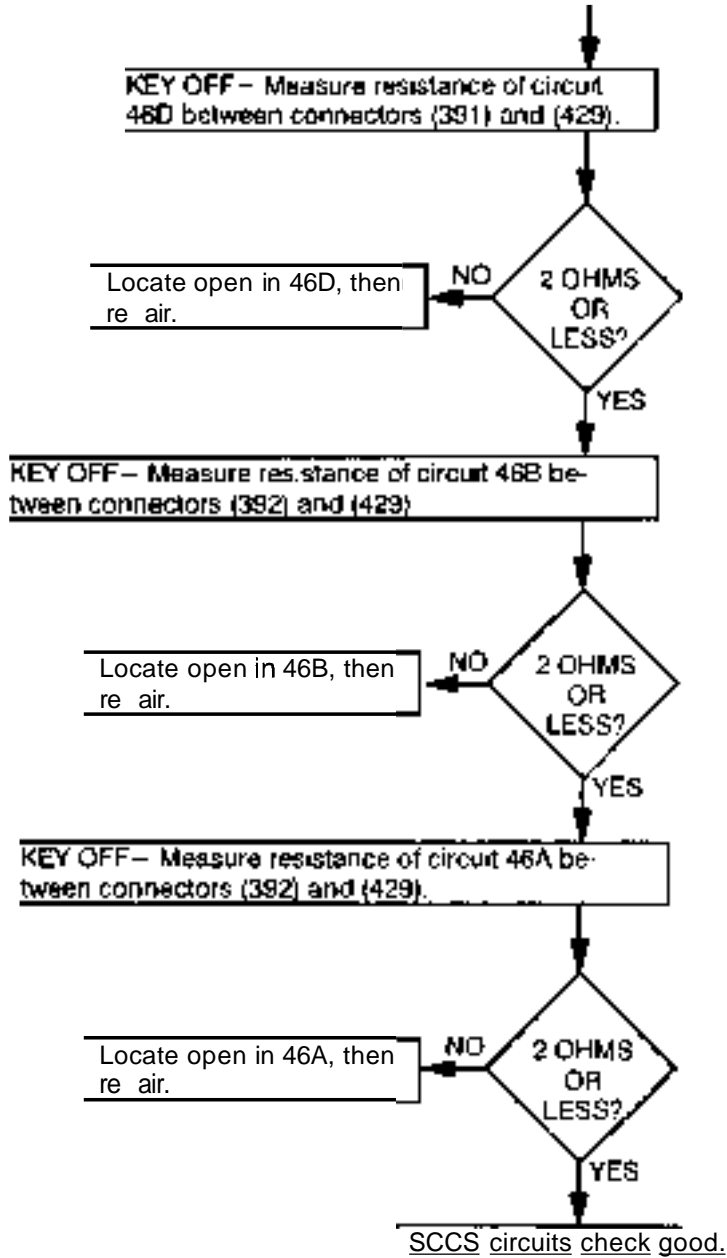 KEY OFF – Measure resistance of circuit
46D between connectors (391) and (429).
2 OHMS
OR
LESS?
NO
Locate open in 46D, then
re air.
YES
KEY OFF – Measure res.stance of circuit 46B be-
tween connectors (392) and (429)
2 OHMS
OR
LESS?
NO
Locate open in 46B, then
re air.
YES
KEY OFF – Measure resistance of circuit 46A be-
tween connectors (392) and (429).
2 OHMS
OR
LESS?
NO
Locate open in 46A, then
re air.
YES
SCCS circuits check good.